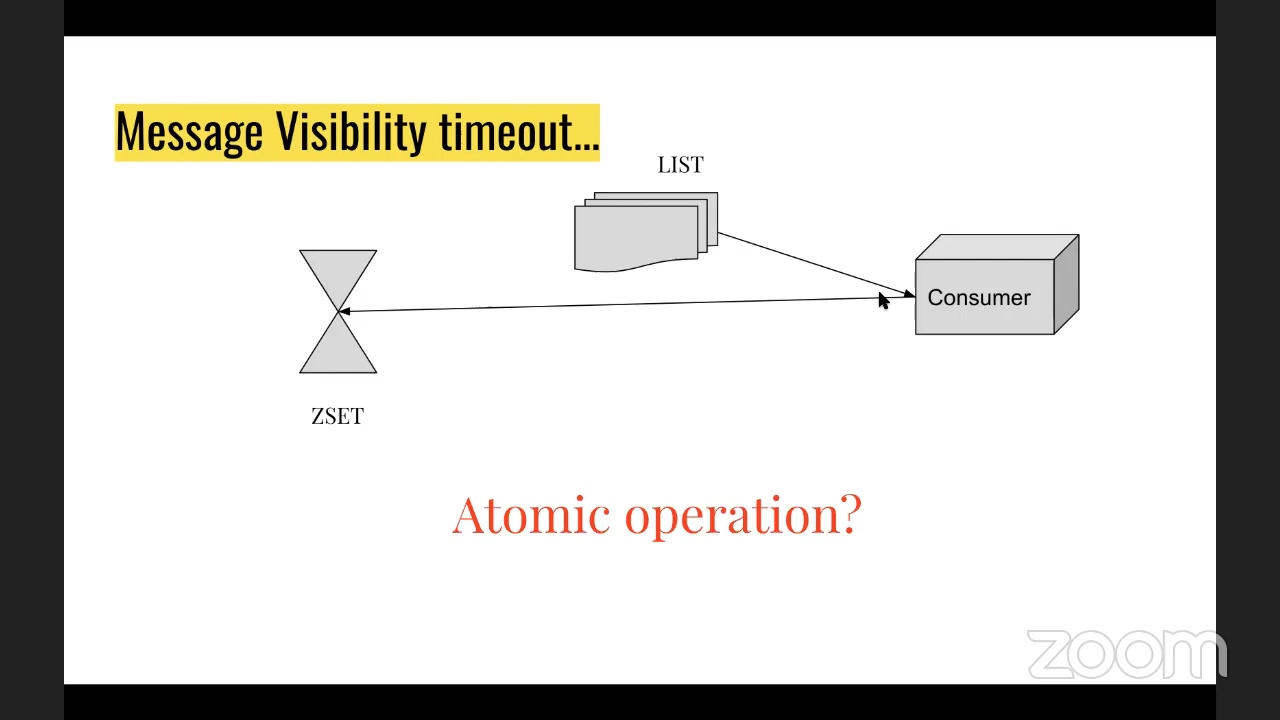 Message Visibility timeout...
LIST
Consumer
ZSET
Atomic operation?
zoom